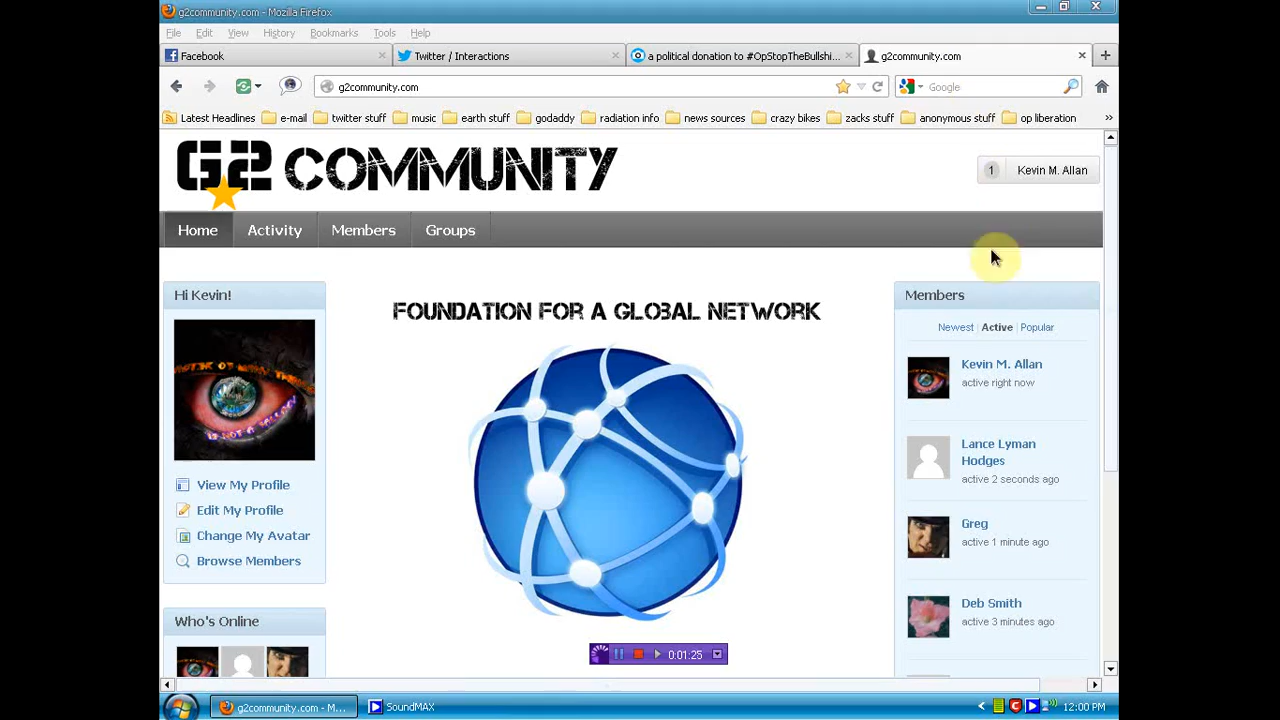 g2community.com - Mozilla Firefox
File Edit View History Bookmarks Tools Help
Facebook Twitter / Interactions a political donation to #OpStopTheBullshi... g2community.com
g2community.com Google
Latest Headlines e-mail twitter stuff music earth stuff godaddy radiation info news sources crazy bikes zacks stuff anonymous stuff op liberation »
G2 COMMUNITY
1 Kevin M. Allan
Home Activity Members Groups
Hi Kevin!
View My Profile
Edit My Profile
Change My Avatar
Browse Members
Who's Online
FOUNDATION FOR A GLOBAL NETWORK
Members
Newest | Active | Popular
Kevin M. Allan
active right now
Lance Lyman
Hodges
active 2 seconds ago
Greg
active 1 minute ago
Deb Smith
active 3 minutes ago
0:01:25
g2community.com - M... SoundMAX 12:00 PM